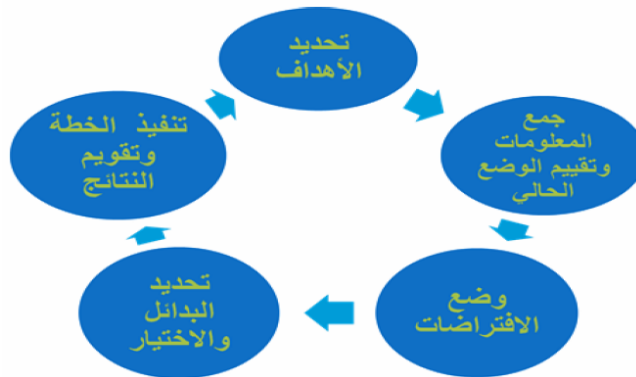 تحديد
الأهداف
جمع
المعلومات
وتقييم الوضع
الحالي
وضع
الافتراضات
تحديد
البدائل
والاختيار
تنفيذ الخطة
وتقويم
النتائج